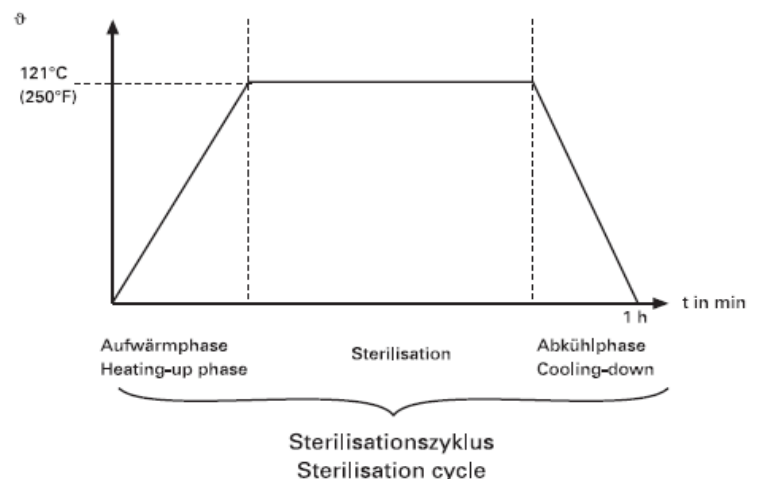 ϑ
121°C
(250°F)
t in min
1 h
Aufwärmphase
Heating-up phase
Sterilisation
Abkühlphase
Cooling-down
Sterilisationszyklus
Sterilisation cycle